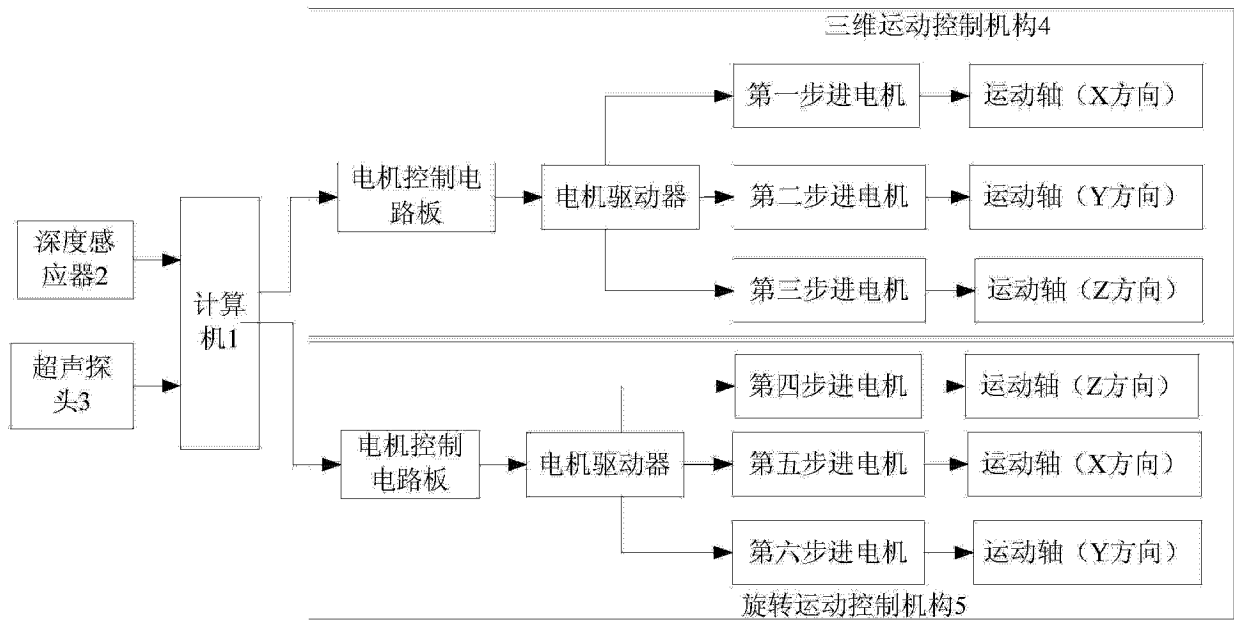 三维运动控制机构4
第一步进电机
运动轴（X方向）
电机控制电
路板
电机驱动器
第二步进电机
运动轴（Y方向）
深度感
应器2
第三步进电机
运动轴（Z方向）
计算
机1
超声探
头3
第四步进电机
运动轴（Z方向）
电机控制
电路板
电机驱动器
第五步进电机
运动轴（X方向）
第六步进电机
运动轴（Y方向）
旋转运动控制机构5